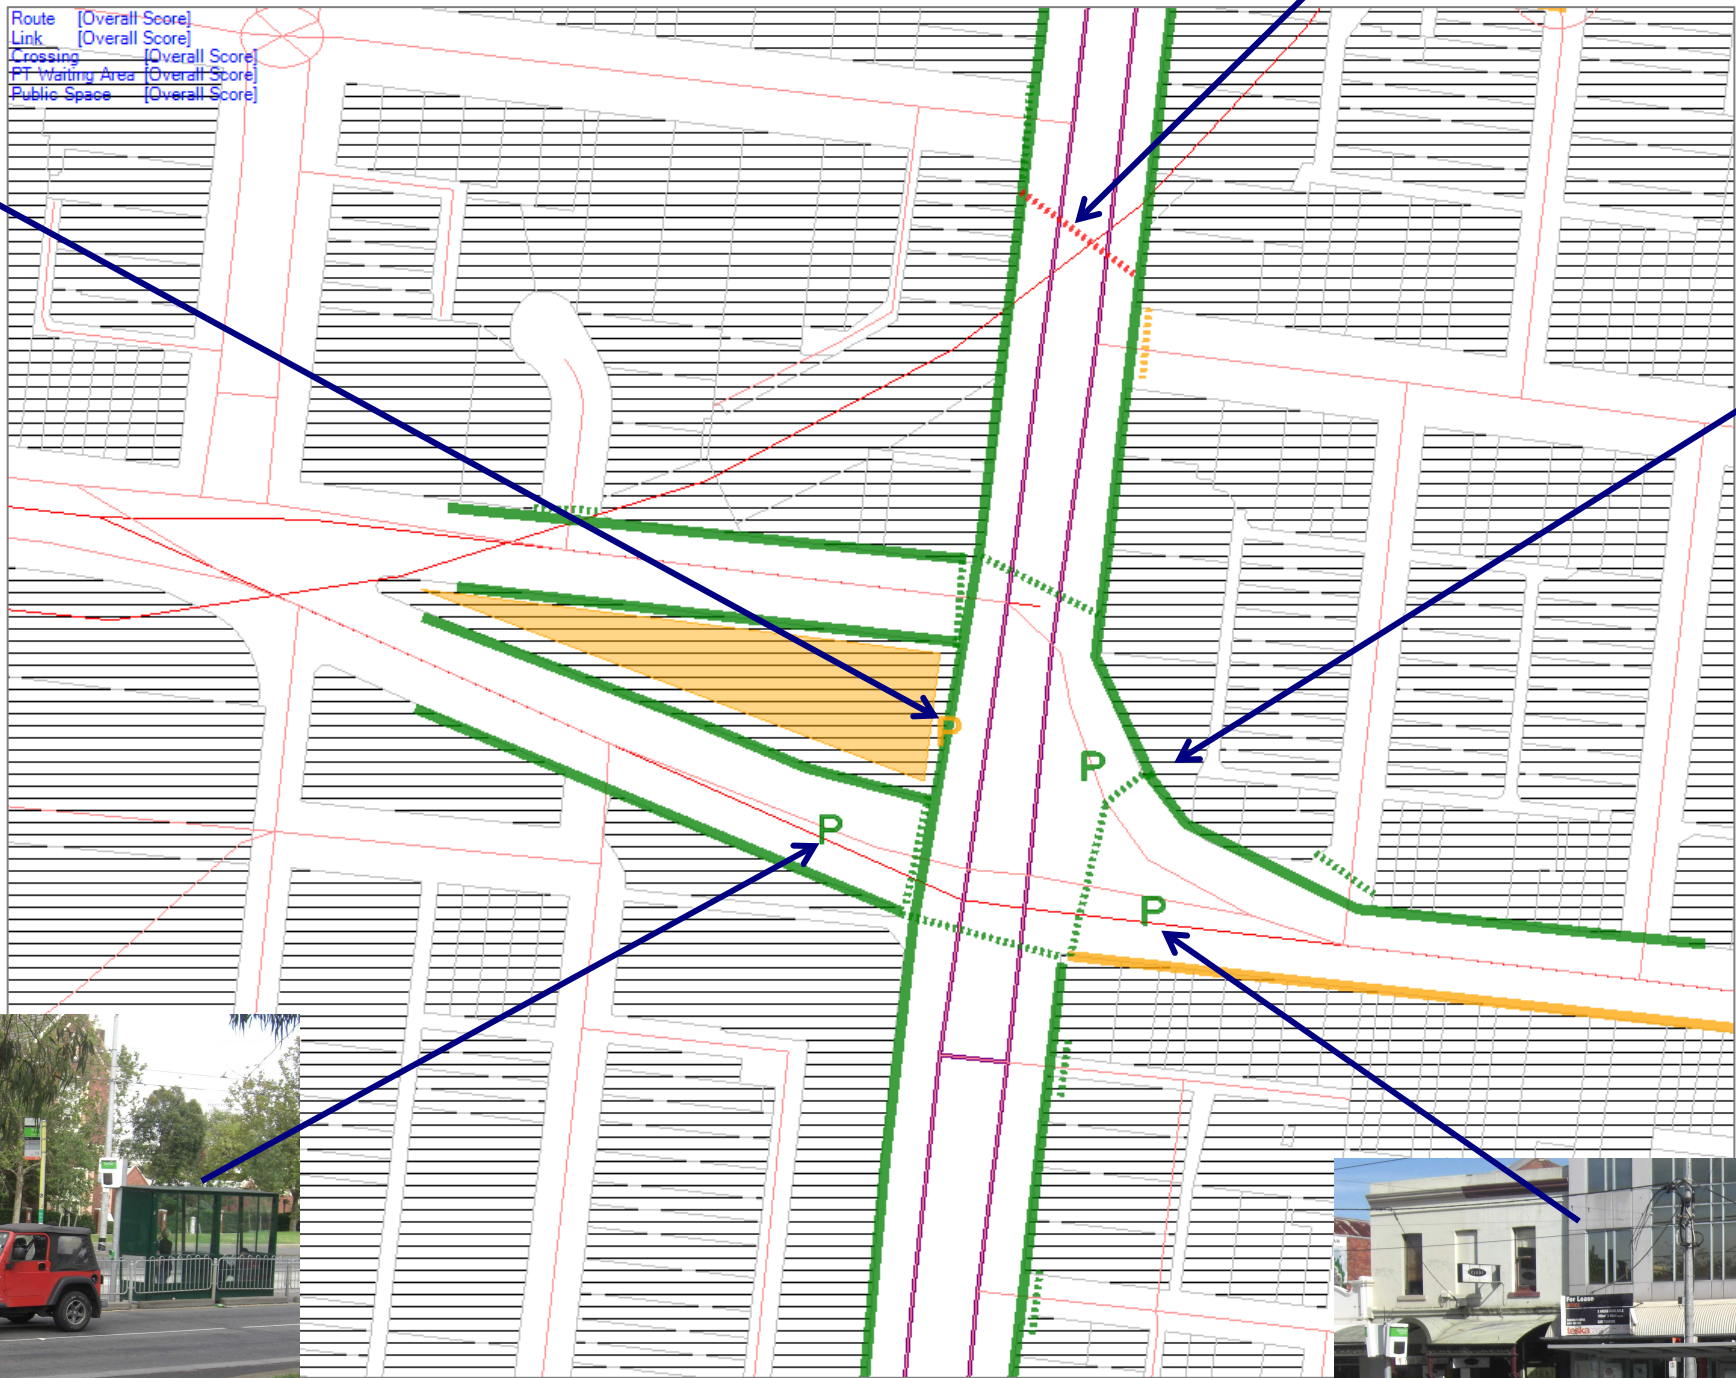 Route [Overall Score]
Link [Overall Score]
Crossing [Overall Score]
PT Waiting Area [Overall Score]
Public Space [Overall Score]
P
P
P
P
For Lease
teska